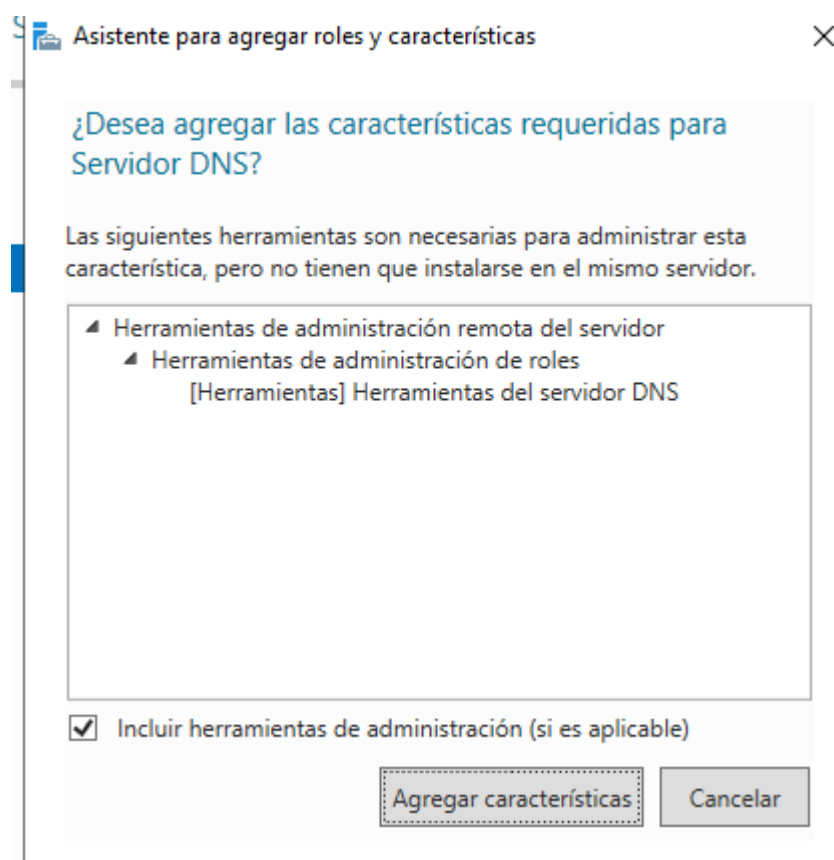 S
Asistente para agregar roles y características
¿Desea agregar las características requeridas para
Servidor DNS?
Las siguientes herramientas son necesarias para administrar esta
característica, pero no tienen que instalarse en el mismo servidor.
Herramientas de administración remota del servidor
Herramientas de administración de roles
[Herramientas] Herramientas del servidor DNS
Incluir herramientas de administración (si es aplicable)
Agregar características
Cancelar